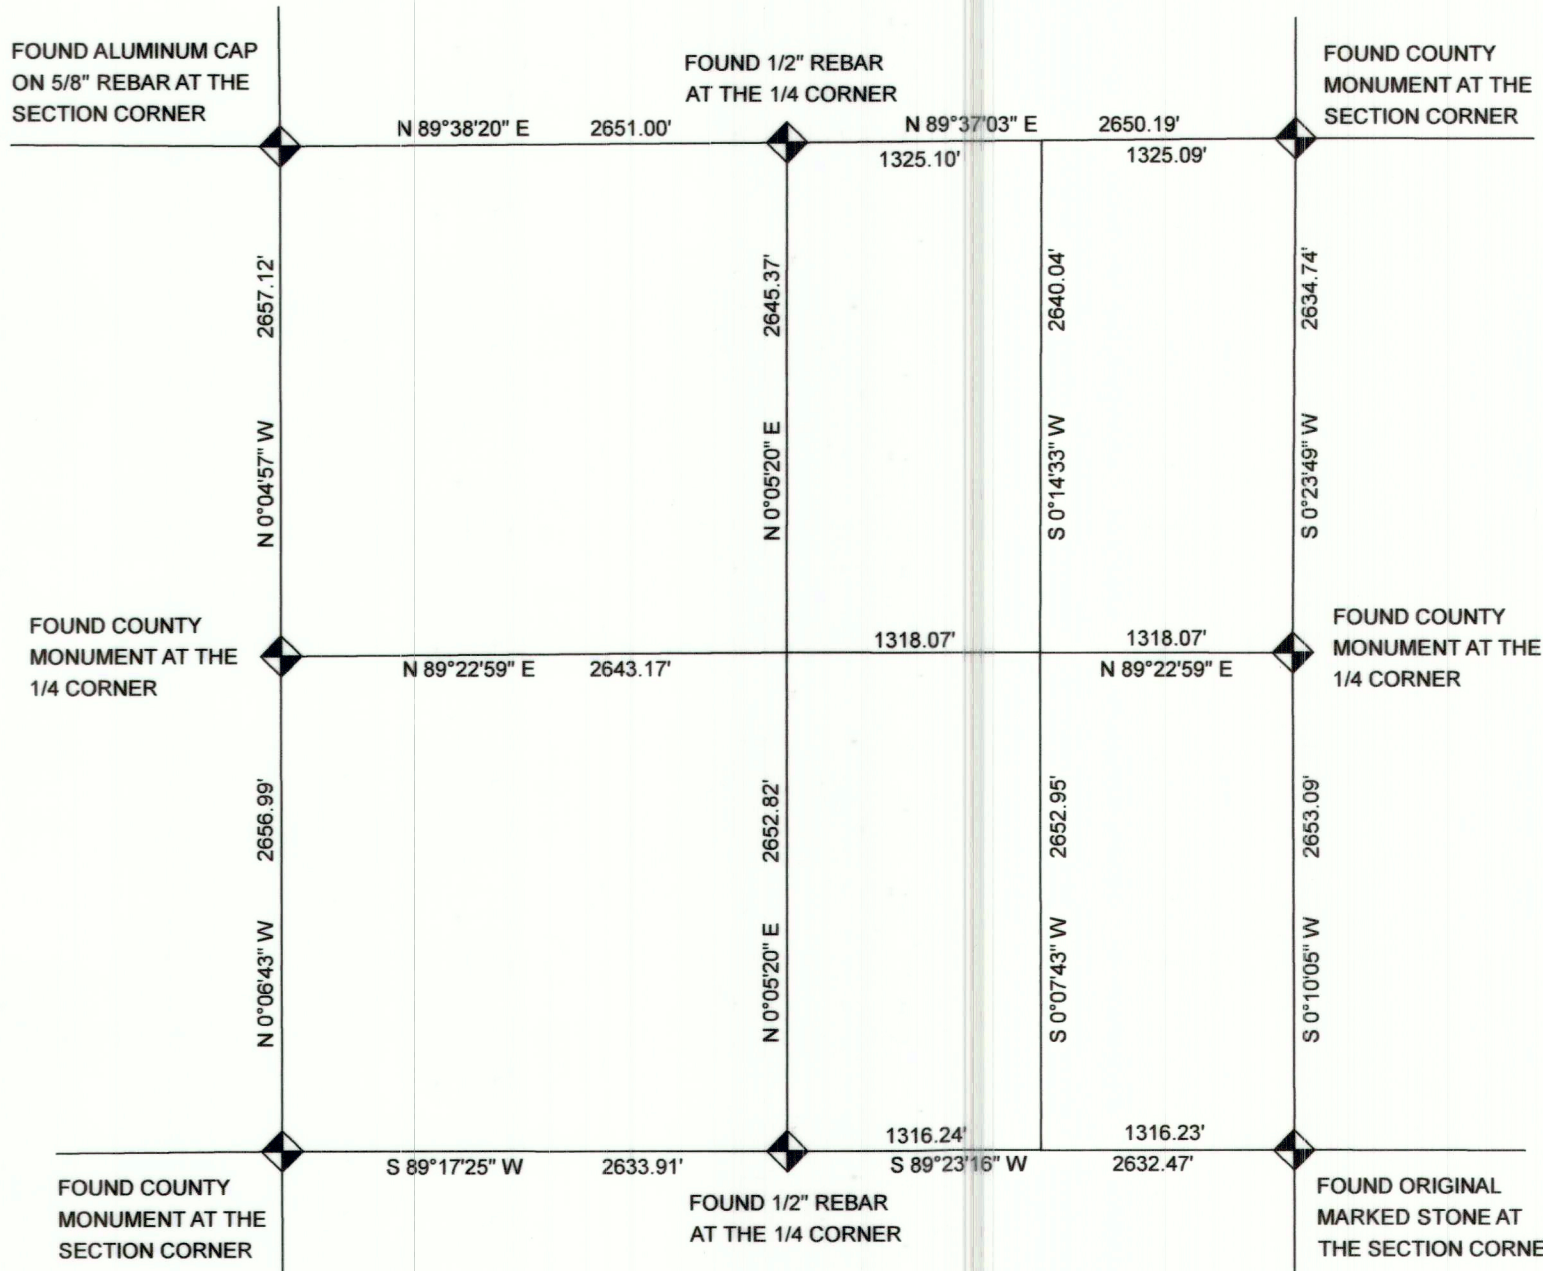 FOUND ALUMINUM CAP
ON 5/8" REBAR AT THE
SECTION CORNER
FOUND 1/2" REBAR
AT THE 1/4 CORNER
FOUND COUNTY
MONUMENT AT THE
SECTION CORNER
N 89°38'20" E 2651.00'
N 89°37'03" E 2650.19'
1325.10' 1325.09'
2657.12'
N 0°04'57" W
2645.37'
N 0°05'20" E
2640.04'
S 0°14'33" W
2634.74'
S 0°23'49" W
FOUND COUNTY
MONUMENT AT THE
1/4 CORNER
N 89°22'59" E 2643.17'
1318.07' 1318.07'
N 89°22'59" E
FOUND COUNTY
MONUMENT AT THE
1/4 CORNER
2656.99'
N 0°06'43" W
2652.82'
N 0°05'20" E
2652.95'
S 0°07'43" W
2653.09'
S 0°10'05" W
S 89°17'25" W 2633.91'
1316.24' 1316.23'
S 89°23'16" W 2632.47'
FOUND COUNTY
MONUMENT AT THE
SECTION CORNER
FOUND 1/2" REBAR
AT THE 1/4 CORNER
FOUND ORIGINAL
MARKED STONE AT
THE SECTION CORNE